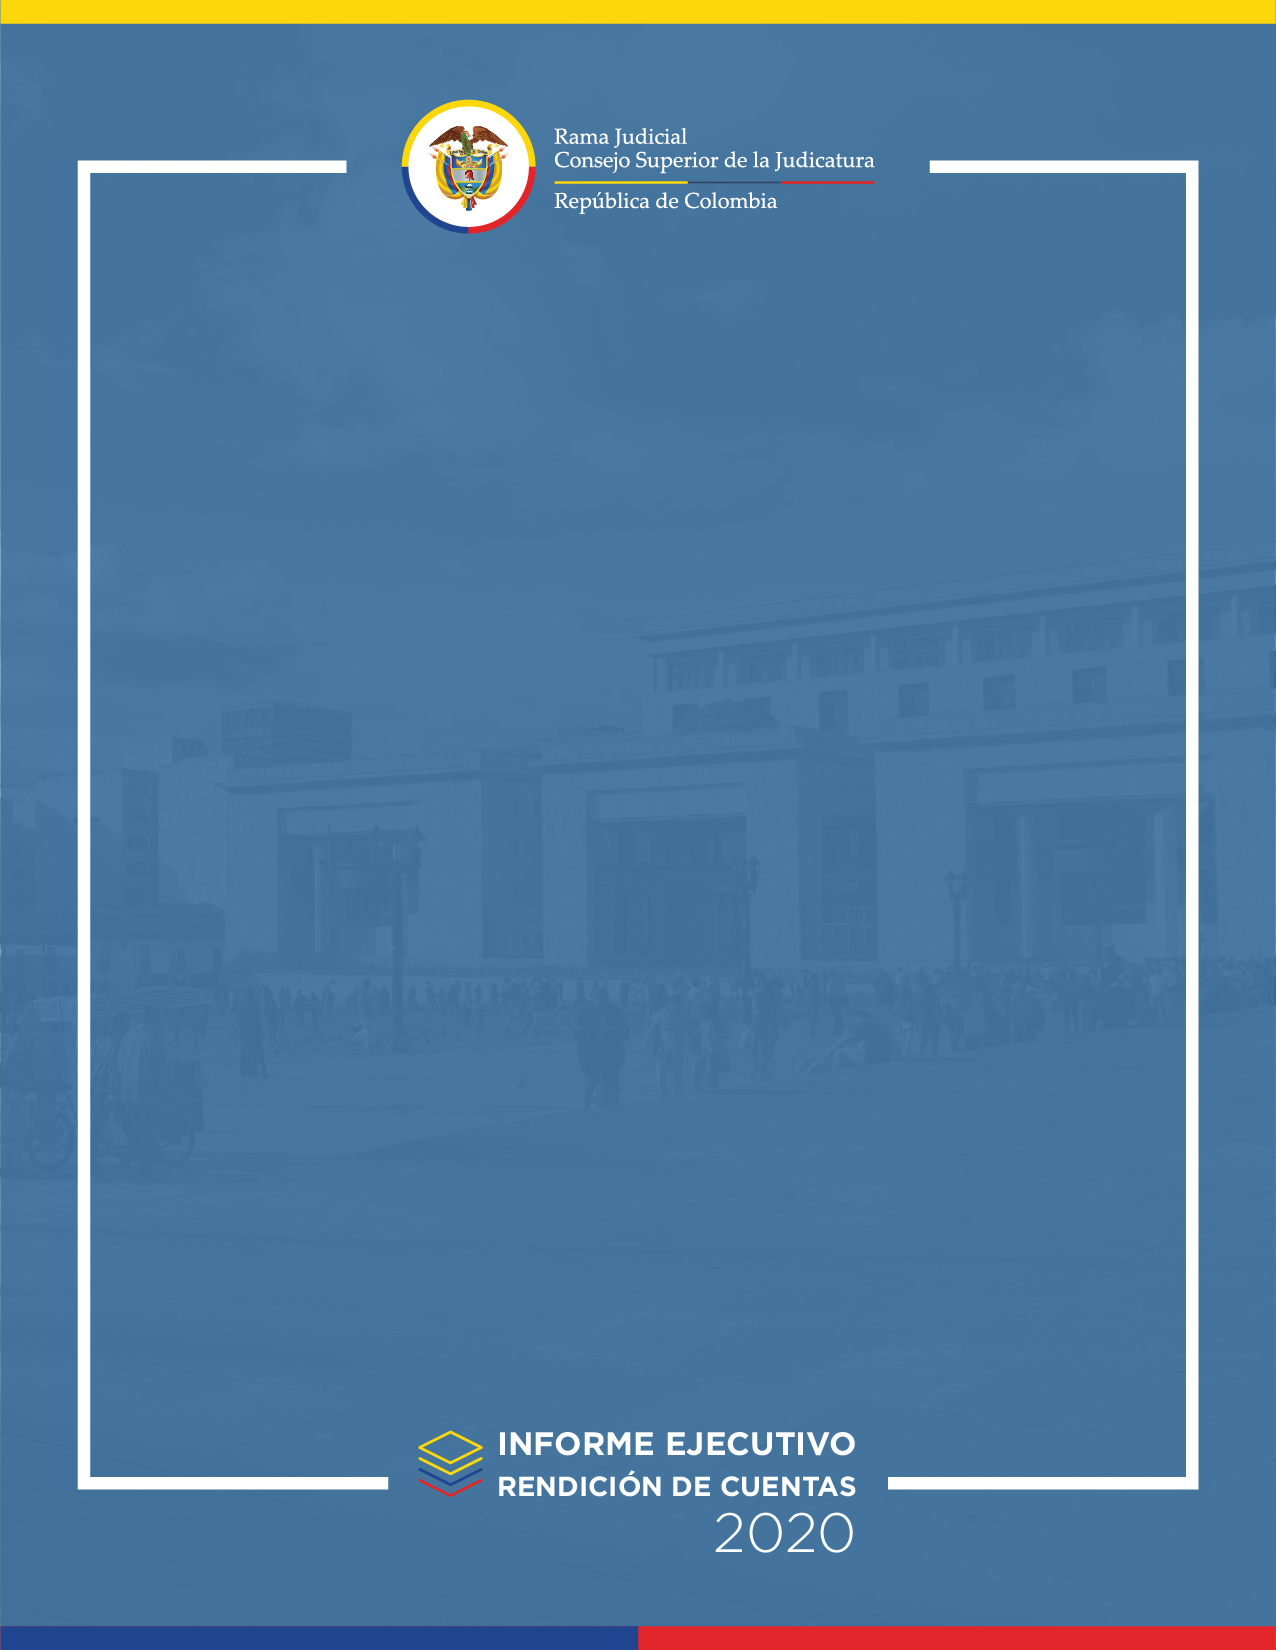 Rama Judicial
Consejo Superior de la Judicatura
República de Colombia
INFORME EJECUTIVO
RENDICIÓN DE CUENTAS
2020